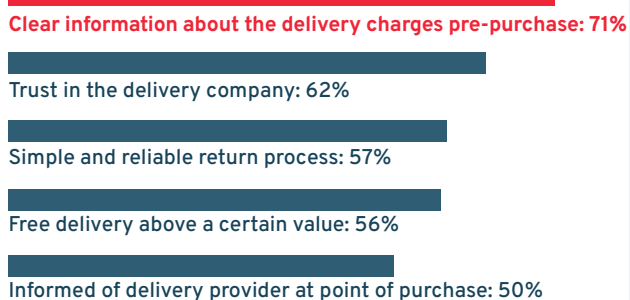 Clear information about the delivery charges pre-purchase: 71%
Trust in the delivery company: 62%
Simple and reliable return process: 57%
Free delivery above a certain value: 56%
Informed of delivery provider at point of purchase: 50%